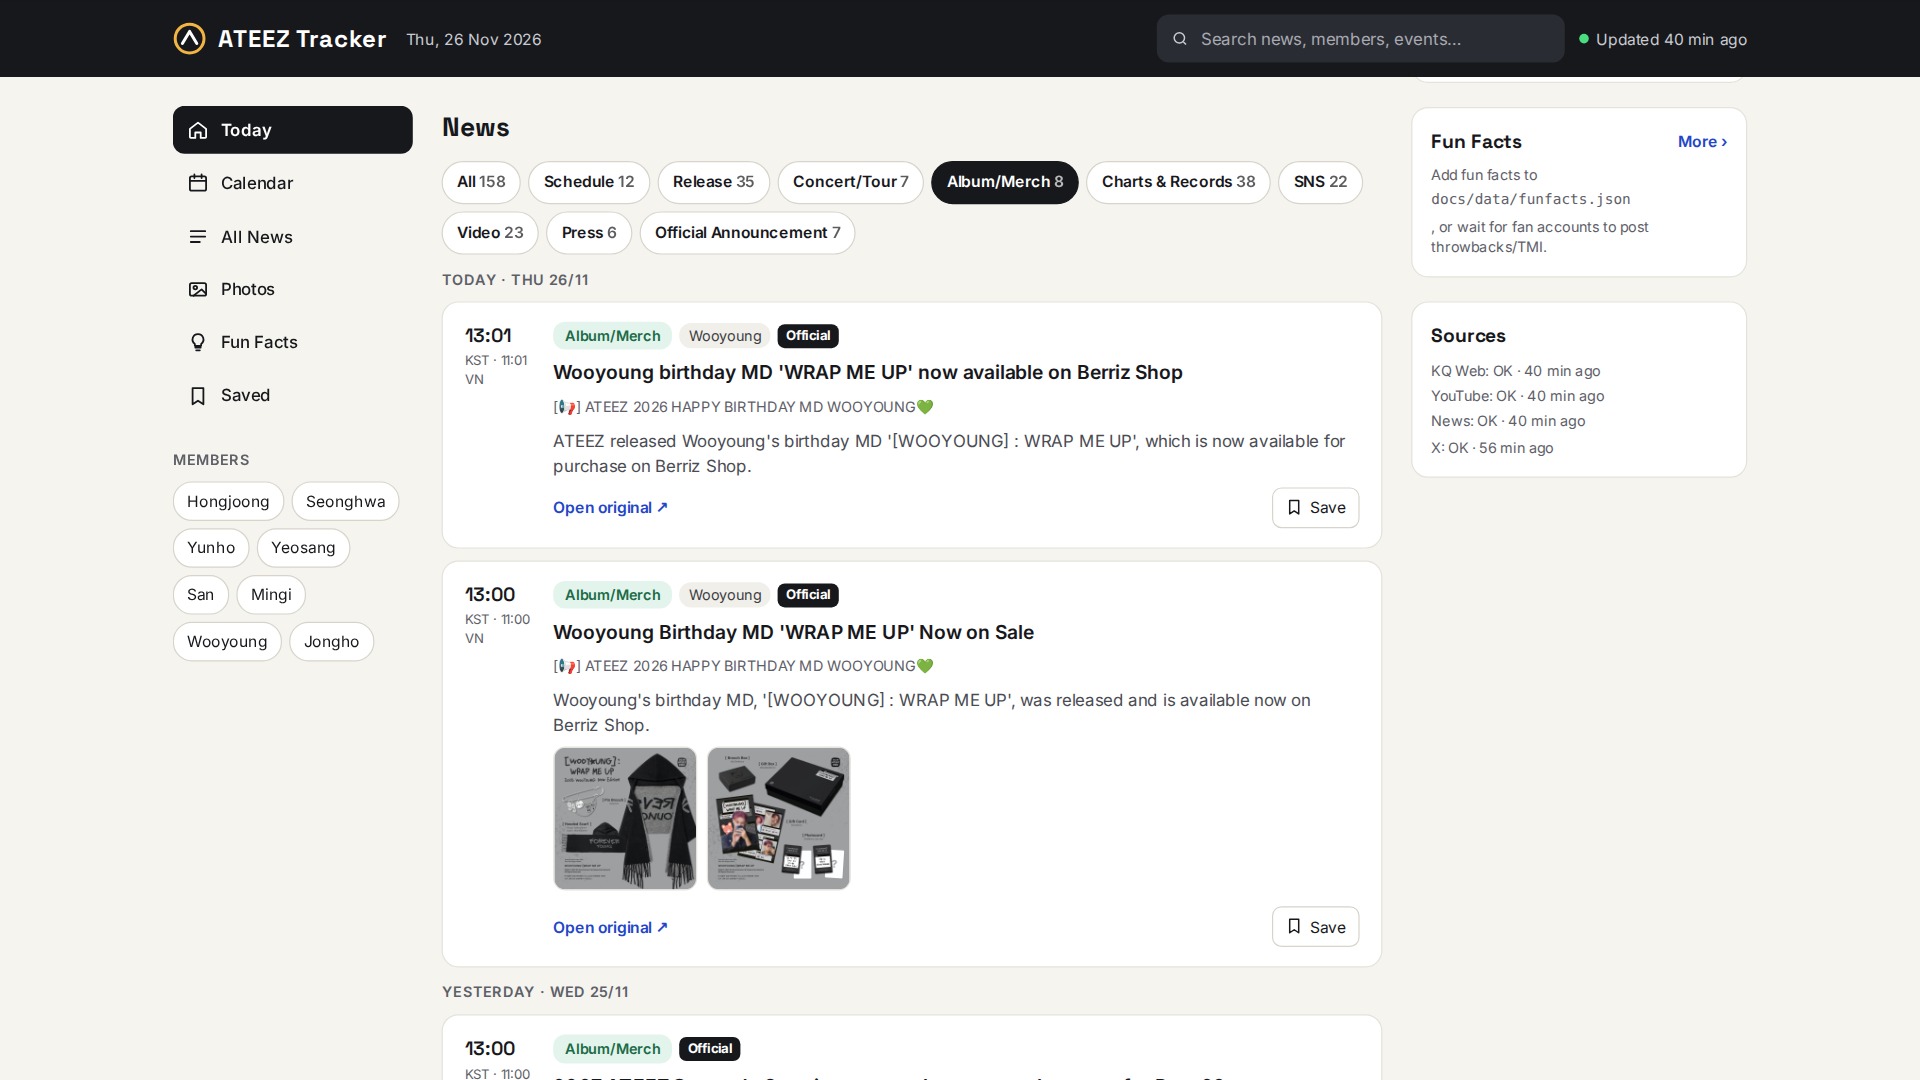 ATEEZ Tracker
Thu, 26 Nov 2026
Search news, members, events...
Updated 40 min ago
Today
Calendar
All News
Photos
Fun Facts
Saved
MEMBERS
Hongjoong
Seonghwa
Yunho
Yeosang
San
Mingi
Wooyoung
Jongho
News
All 158
Schedule 12
Release 35
Concert/Tour 7
Album/Merch 8
Charts & Records 38
SNS 22
Video 23
Press 6
Official Announcement 7
TODAY · THU 26/11
13:01
KST · 11:01
VN
Album/Merch
Wooyoung
Official
Wooyoung birthday MD 'WRAP ME UP' now available on Berriz Shop
[📢] ATEEZ 2026 HAPPY BIRTHDAY MD WOOYOUNG💚
ATEEZ released Wooyoung's birthday MD '[WOOYOUNG] : WRAP ME UP', which is now available for
purchase on Berriz Shop.
Open original ↗
Save
13:00
KST · 11:00
VN
Album/Merch
Wooyoung
Official
Wooyoung Birthday MD 'WRAP ME UP' Now on Sale
[📢] ATEEZ 2026 HAPPY BIRTHDAY MD WOOYOUNG💚
Wooyoung's birthday MD, '[WOOYOUNG] : WRAP ME UP', was released and is available now on
Berriz Shop.
[WOOYOUNG] :
WRAP ME UP
FOREVER
Open original ↗
Save
YESTERDAY · WED 25/11
13:00
KST · 11:00
Album/Merch
Official
Fun Facts
More ›
Add fun facts to
docs/data/funfacts.json
, or wait for fan accounts to post
throwbacks/TMI.
Sources
KQ Web: OK · 40 min ago
YouTube: OK · 40 min ago
News: OK · 40 min ago
X: OK · 56 min ago